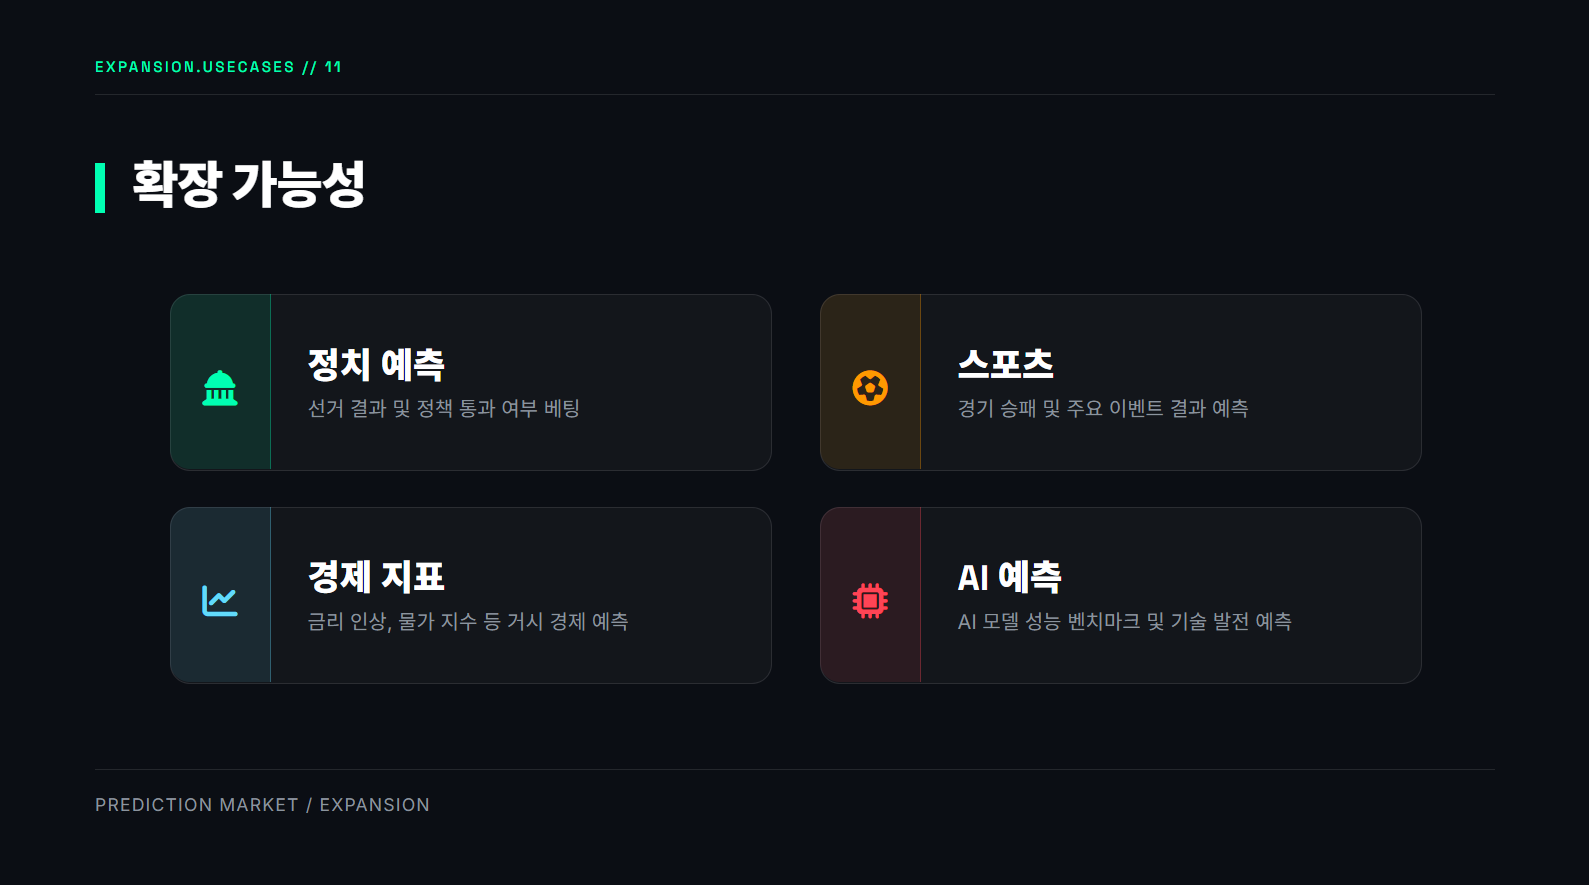 EXPANSION.USECASES // 11
확장 가능성
정치 예측
선거 결과 및 정책 통과 여부 베팅
스포츠
경기 승패 및 주요 이벤트 결과 예측
경제 지표
금리 인상, 물가 지수 등 거시 경제 예측
AI 예측
AI 모델 성능 벤치마크 및 기술 발전 예측
PREDICTION MARKET / EXPANSION